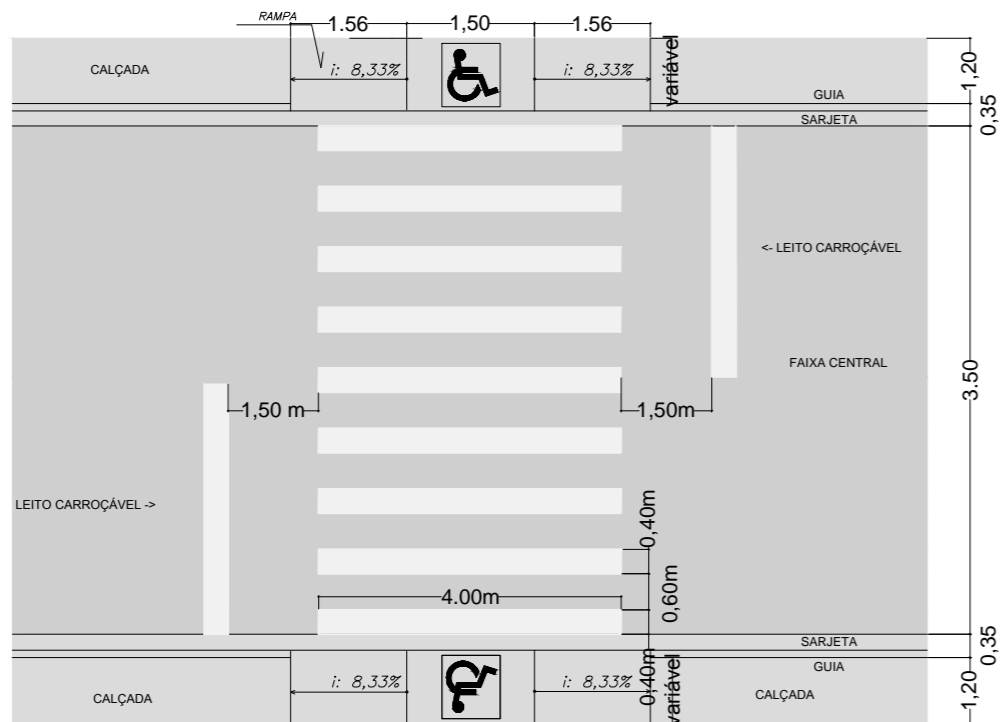 RAMPA
1.56
1,50
1.56
CALÇADA
i: 8,33%
i: 8,33%
variável
1,20
GUIA
0,35
SARJETA
<- LEITO CARROÇÁVEL
FAIXA CENTRAL
3.50
1,50 m
1,50m
LEITO CARROÇÁVEL ->
0,40m
0,60m
4.00m
SARJETA
0,35
GUIA
i: 8,33%
i: 8,33%
0,40m
variável
CALÇADA
CALÇADA
1,20